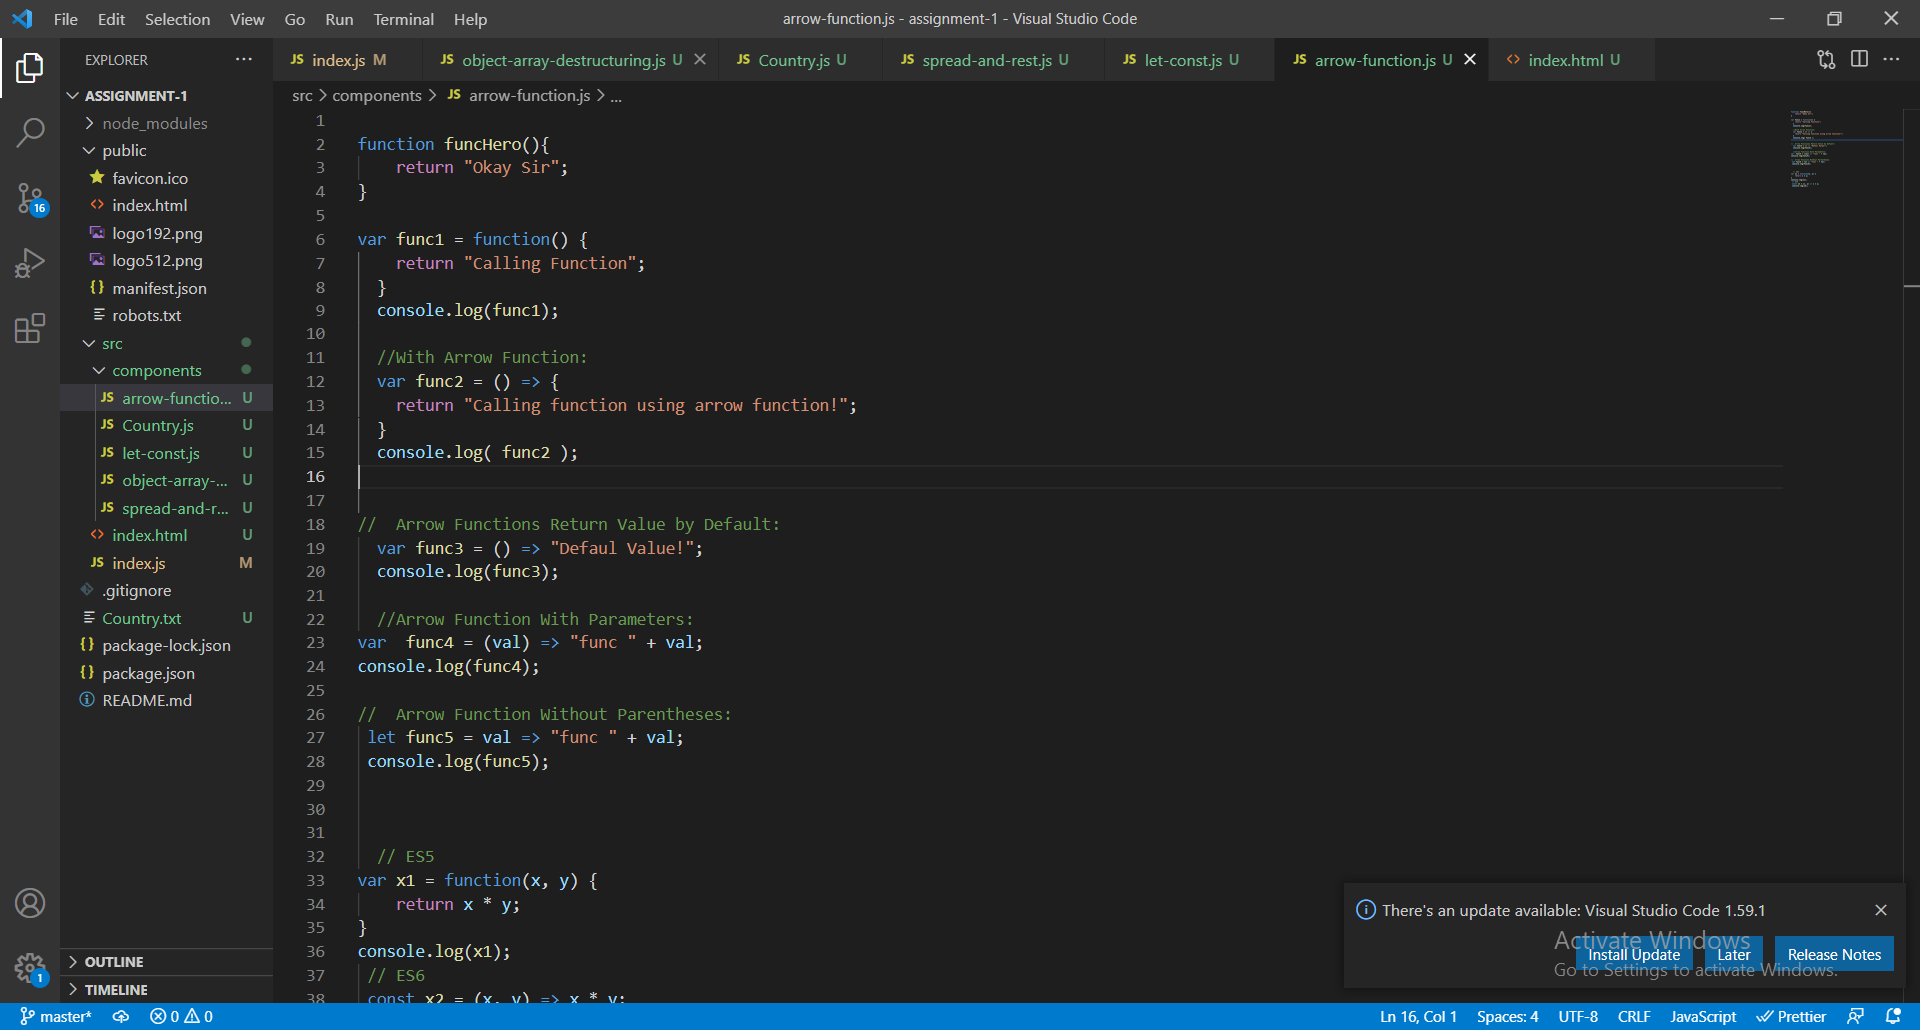 File Edit Selection View Go Run Terminal Help
arrow-function.js - assignment-1 - Visual Studio Code
EXPLORER
JS index.js M
JS object-array-destructuring.js U
JS Country.js U
JS spread-and-rest.js U
JS let-const.js U
JS arrow-function.js U
<> index.html U
src > components > JS arrow-function.js > ...
ASSIGNMENT-1
node_modules
public
favicon.ico
<> index.html
logo192.png
logo512.png
{} manifest.json
robots.txt
src
components
JS arrow-functio... U
JS Country.js U
JS let-const.js U
JS object-array-... U
JS spread-and-r... U
<> index.html U
JS index.js M
.gitignore
Country.txt U
{} package-lock.json
{} package.json
README.md
OUTLINE
TIMELINE
16
1
1
2 function funcHero(){
3 return "Okay Sir";
4 }
5
6 var func1 = function() {
7 return "Calling Function";
8 }
9 console.log(func1);
10
11 //With Arrow Function:
12 var func2 = () => {
13 return "Calling function using arrow function!";
14 }
15 console.log( func2 );
16
17
18 //  Arrow Functions Return Value by Default:
19 var func3 = () => "Defaul Value!";
20 console.log(func3);
21
22 //Arrow Function With Parameters:
23 var  func4 = (val) => "func " + val;
24 console.log(func4);
25
26 //  Arrow Function Without Parentheses:
27 let func5 = val => "func " + val;
28 console.log(func5);
29
30
31
32 // ES5
33 var x1 = function(x, y) {
34 return x * y;
35 }
36 console.log(x1);
37 // ES6
38 const x2 = (x, y) => x * y;
There's an update available: Visual Studio Code 1.59.1
Install Update Later Release Notes
Activate Windows
Go to Settings to activate Windows.
master* 0 0
Ln 16, Col 1 Spaces: 4 UTF-8 CRLF JavaScript Prettier